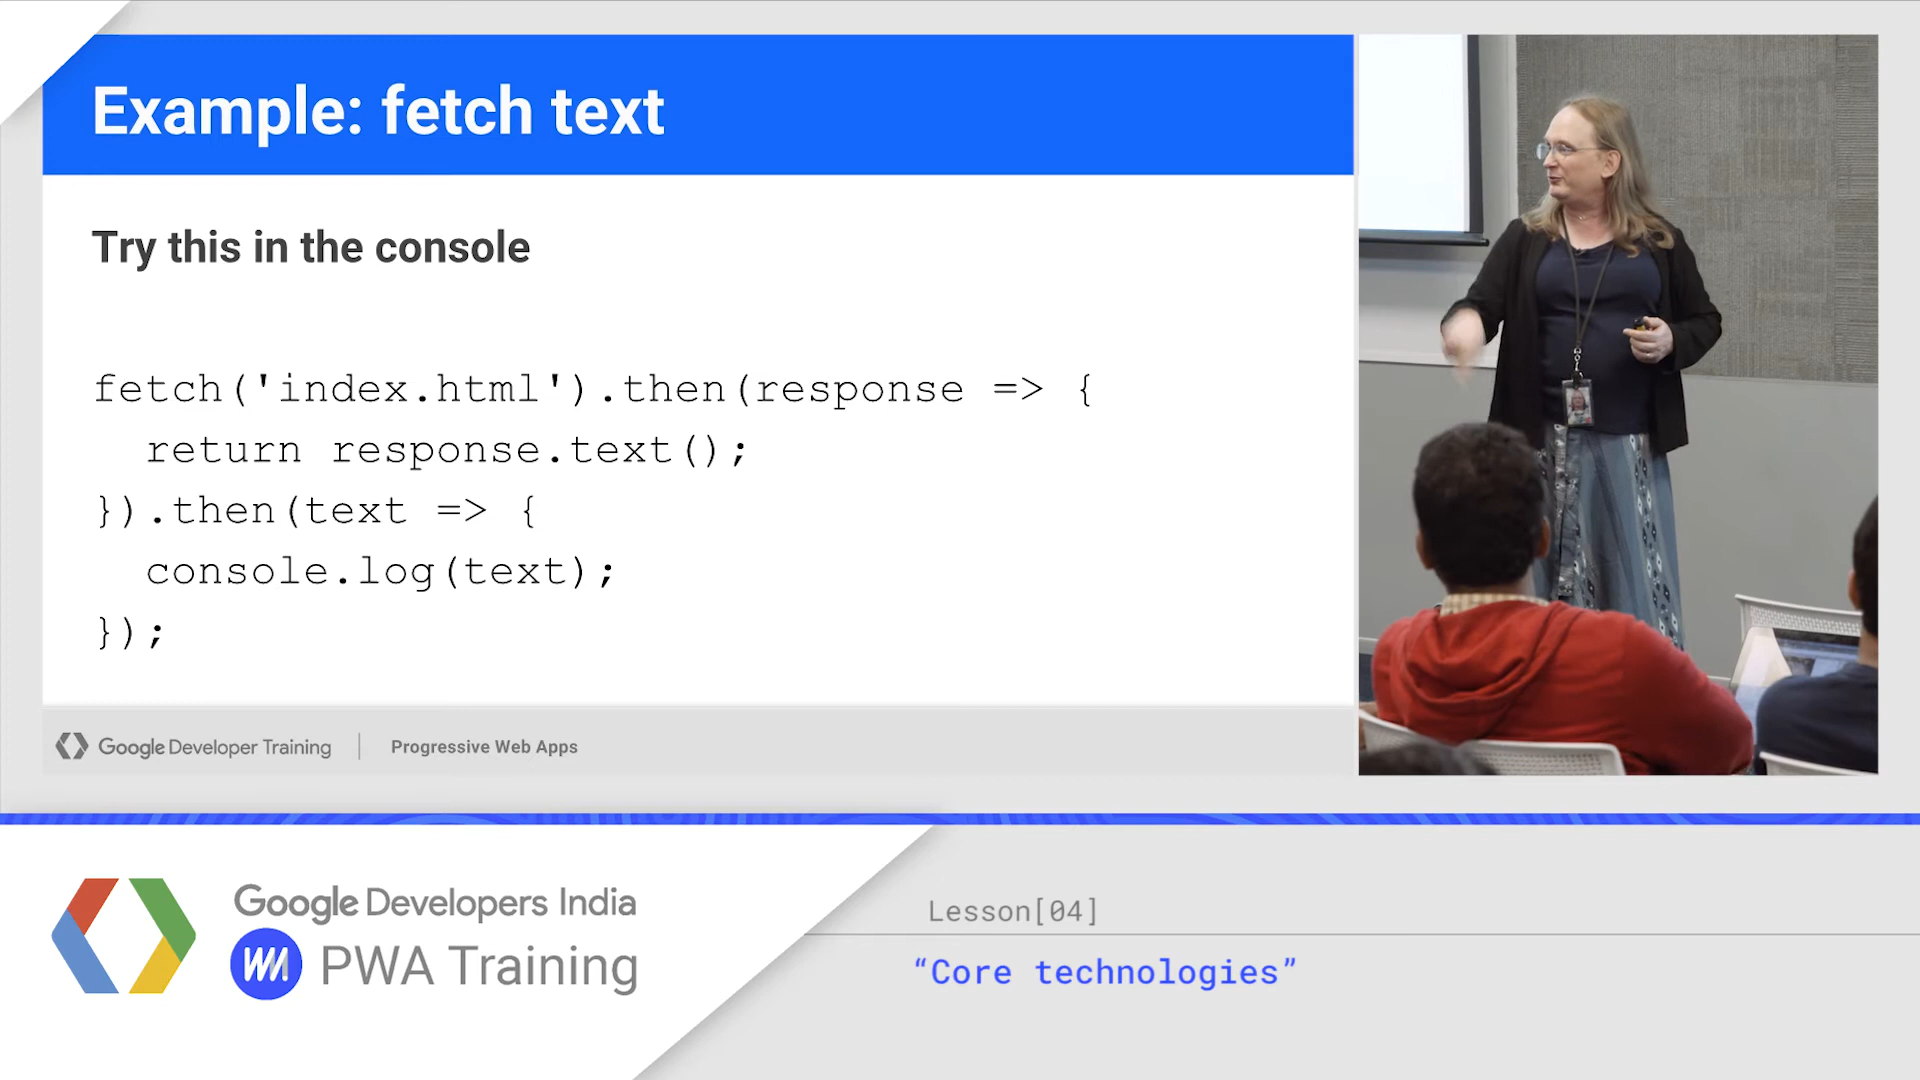 Example: fetch text
Try this in the console
fetch('index.html').then(response => {
  return response.text();
}).then(text => {
  console.log(text);
});
Google Developer Training | Progressive Web Apps
Google Developers India
PWA Training
Lesson[04]
“Core technologies”